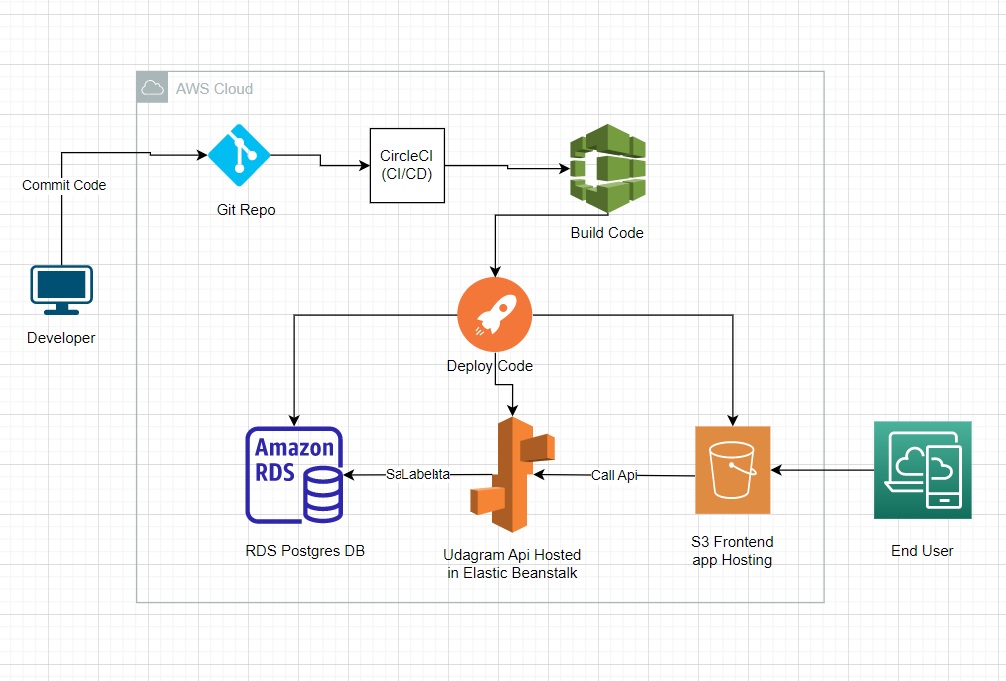 AWS Cloud
CircleCI
(CI/CD)
Commit Code
Git Repo
Build Code
Developer
Deploy Code
Amazon
RDS
Call Api
RDS Postgres DB
Udagram Api Hosted
in Elastic Beanstalk
S3 Frontend
app Hosting
End User